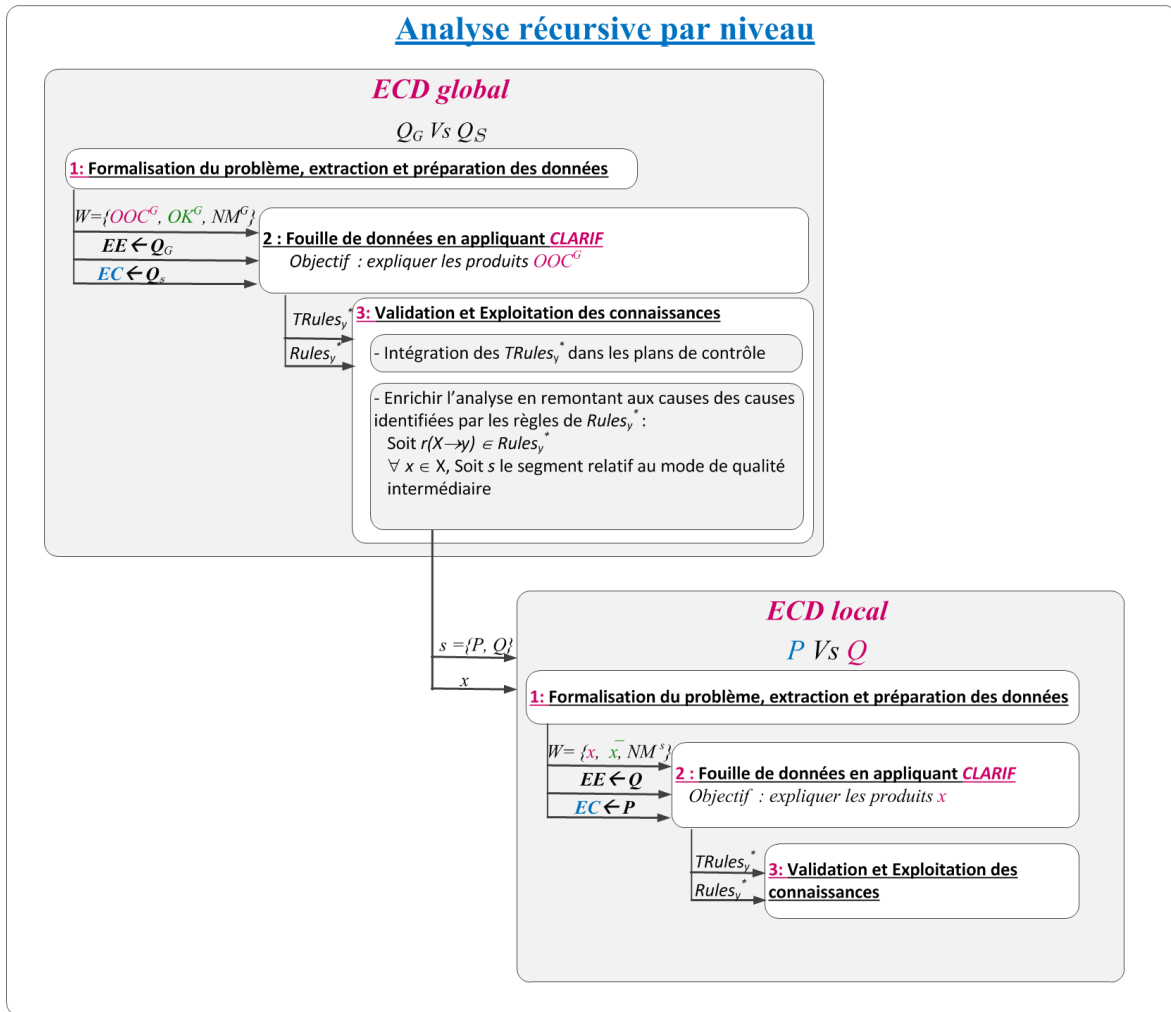 Analyse récursive par niveau
ECD global
Q_G Vs Q_S
1: Formalisation du problème, extraction et préparation des données
W={OOC^G, OK^G, NM^G}
EE ← Q_G
EC ← Q_s
2 : Fouille de données en appliquant CLARIF
Objectif : expliquer les produits OOC^G
TRules_y^*
Rules_y^*
3: Validation et Exploitation des connaissances
- Intégration des TRules_y^* dans les plans de contrôle
- Enrichir l’analyse en remontant aux causes des causes
identifiées par les règles de Rules_y^* :
Soit r(X→y) ∈ Rules_y^*
∀ x ∈ X, Soit s le segment relatif au mode de qualité
intermédiaire
s ={P, Q}
x
ECD local
P Vs Q
1: Formalisation du problème, extraction et préparation des données
W= {x, x̅, NM^s}
EE ← Q
EC ← P
2 : Fouille de données en appliquant CLARIF
Objectif : expliquer les produits x
TRules_y^*
Rules_y^*
3: Validation et Exploitation des
connaissances